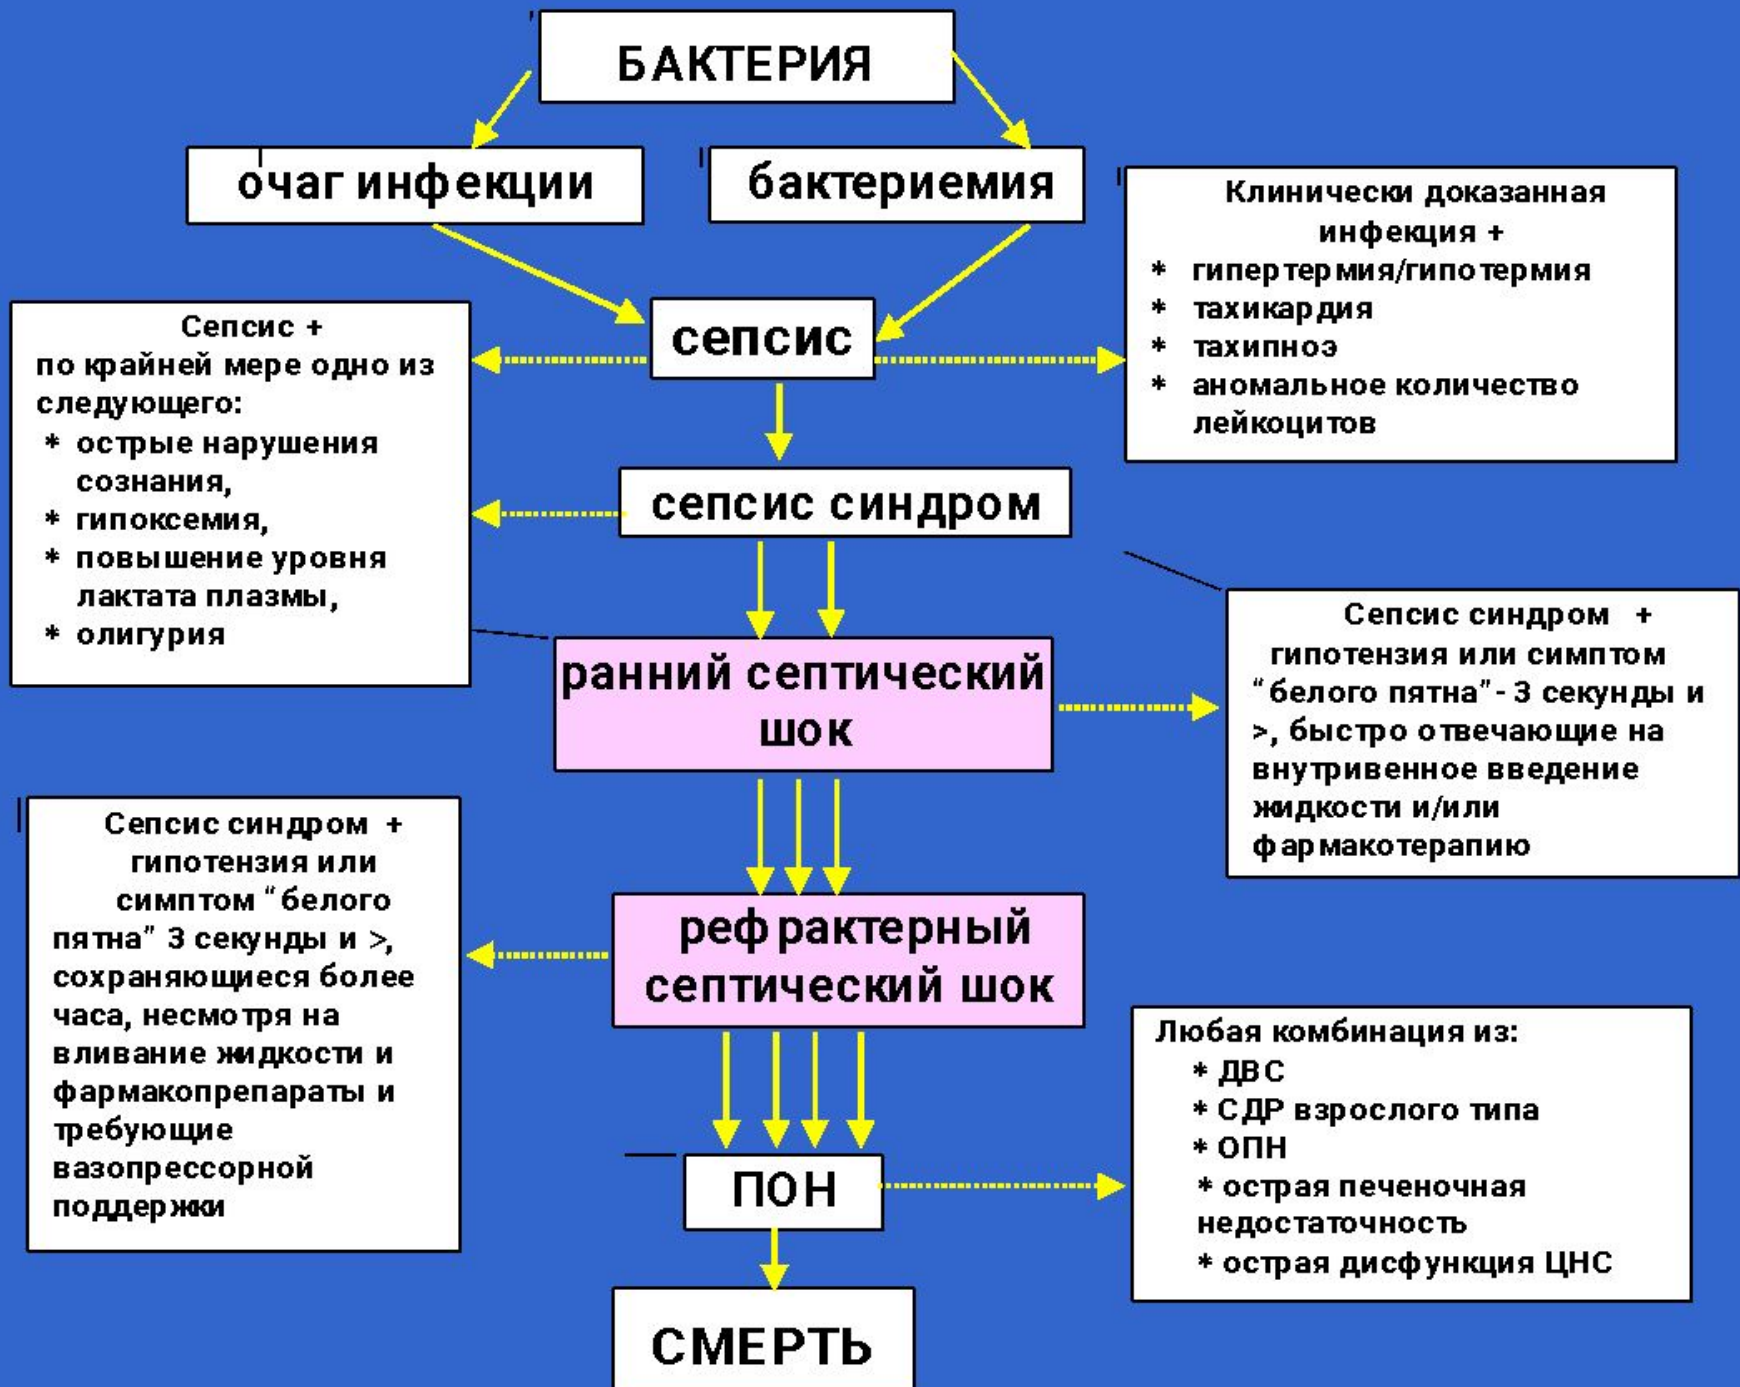 БАКТЕРИЯ
очаг инфекции
бактериемия
Клинически доказанная
инфекция +
* гипертермия/гипотермия
* тахикардия
* тахипноэ
* аномальное количество
лейкоцитов
сепсис
Сепсис +
по крайней мере одно из
следующего:
* острые нарушения
сознания,
* гипоксемия,
* повышение уровня
лактата плазмы,
* олигурия
сепсис синдром
ранний септический
шок
Сепсис синдром +
гипотензия или симптом
“белого пятна”- 3 секунды и
>, быстро отвечающие на
внутривенное введение
жидкости и/или
фармакотерапию
Сепсис синдром +
гипотензия или
симптом “белого
пятна” 3 секунды и >,
сохраняющиеся более
часа, несмотря на
вливание жидкости и
фармакопрепараты и
требующие
вазопрессорной
поддержки
рефрактерный
септический шок
Любая комбинация из:
* ДВС
* СДР взрослого типа
* ОПН
* острая печеночная
недостаточность
* острая дисфункция ЦНС
ПОН
СМЕРТЬ